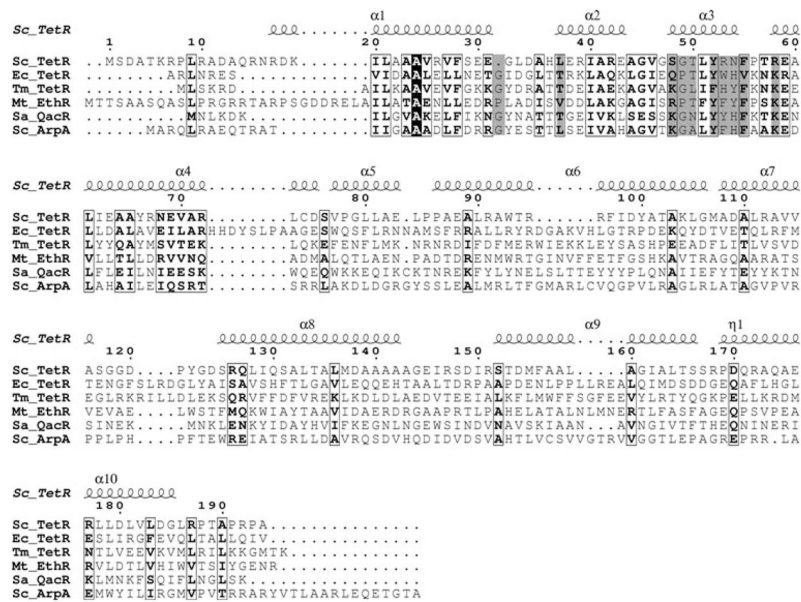 α1 α2 α3
Sc_TetR
1 10 20 30 40 50 60
Sc_TetR ..MSDATKRPLRADAQRNRDK.......ILAAAVRVFSEE.GLDAHLERIAREAGVGSGTLYRNFPTREA
Ec_TetR .......ARLNRES..............VIDAALELLNETGIDGLTTRKLAQKLGIEQPTLYWHVKNKRA
Tm_TetR .........MLSKRD............AILKAAVEVFGKKGYDRATTDEIAEKAGVAKGLIFHYFKNKEE
Mt_EthR MTTSAASQASLPRGRRTARPSGDDRELAILATAENLLEDRPLADISVDDLAKGAGISRPTFYFYFPSKEA
Sa_QacR .........MNLKDK.............ILGVAKELFIKNGYNATTTGEIVKLSESSKGNLYYHFKTKEN
Sc_ArpA .....MARQLRAEQTRAT..........IIGAAADLFDRRGYESTTLSEIVAHAGVTKGALYFHFAAKED
α4 α5 α6 α7
Sc_TetR
70 80 90 100 110
Sc_TetR LIEAAYRNEVAR.........LCDSVPGLLAE.LPPAEALRAWTR......RFIDYATAKLGMADALRAVV
Ec_TetR LLDALAVEILARHHDYSLPAAGESWQSFLRNNAMSFRRALLRYRDGAKVHLGTRPDEKQYDTVETQLRFM
Tm_TetR LYYQAYMSVTEK.........LQKEFENFLMK.NRNRDIFDFMERWIEKKLEYSASHPEEADFLITLVSVD
Mt_EthR VLLTLLDRVVNQ.........ADMALQTLAEN.PADTDRENMWRTGINVFFETFGSHKAVTRAGQAARATS
Sa_QacR LFLEILNIEESK.........WQEQWKKEQIKCKTNREKFYLYNELSLTTEYYYPLQNAIIEFYTEYYKTN
Sc_ArpA LAHAILEIQSRT.........SRRLAKDLDGRGYSSLEALMRLTFGMARLCVQGPVLRAGLRLATAGVPVR
α8 α9 η1
Sc_TetR
120 130 140 150 160 170
Sc_TetR ASGGD....PYGDSRQLIQSALTALMDAAAAAGEIRSDIRSTDMFAAL..AGIALTSSRPDQRAQAE
Ec_TetR TENGFSLRDGLYAISAVSHFTLGAVLEQQEHTAALTDRPAAPDENLPPLLREALQIMDSDDGEQAFLHGL
Tm_TetR EGLRKRILLDLEKSQRVFFDFVREKLKDLDLAEDVTEEIALKFLMWFFSGFEEVYLRTYQGKPELLKRDM
Mt_EthR VEVAE....LWSTFMQKWIAYTAAVIDAERDRGAAPRTLPAHELATALNLMNERTLFASFAGEQPSVPEA
Sa_QacR SINEK....MNKLENKYIDAYHVIFKEGNLNGEWSINDVNAVSKIAAN...AVNGIVTFTHEQNINERI
Sc_ArpA PPLPH....PFTEWREIATSRLLDAVRQSDVHQDIDVDSVAHTLVCSVVGTRVVGGTLEPAGREPRR.LA
α10
Sc_TetR
180 190
Sc_TetR RLLDLVLDGLRPTAPRPA................
Ec_TetR ESLIRGFEVQLTALLQIV................
Tm_TetR NTLVEEVKVMLRILKKGMTK..............
Mt_EthR RVLDTLVHIWVTSIYGENR...............
Sa_QacR KLMNKFSQIFLNGLSK..................
Sc_ArpA EMWYILIRGMVPVTRRARYVTLAARLEQETGTA